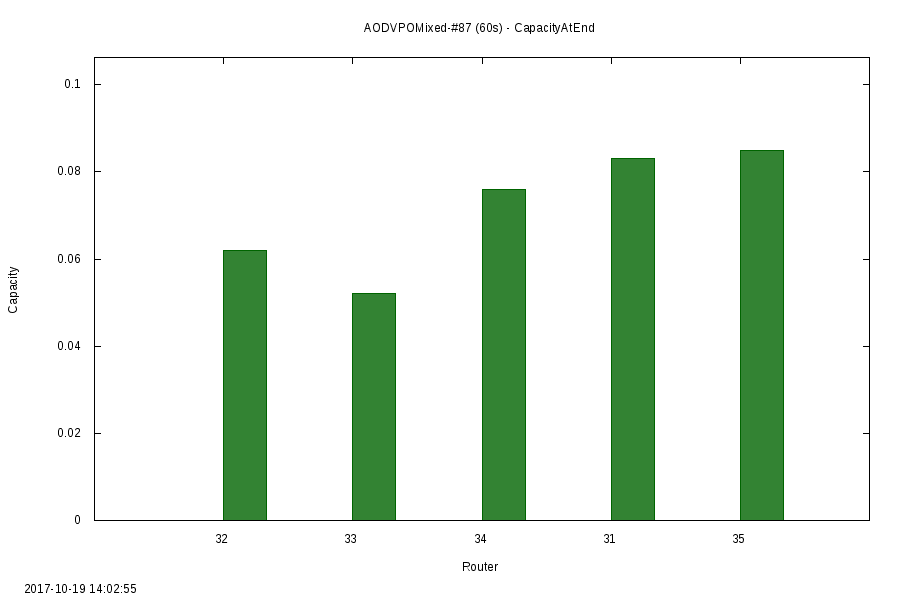 AODVPOMixed-#87 (60s) - CapacityAtEnd
0.1
0.08
0.06
0.04
0.02
0
Capacity
32 33 34 31 35
Router
2017-10-19 14:02:55